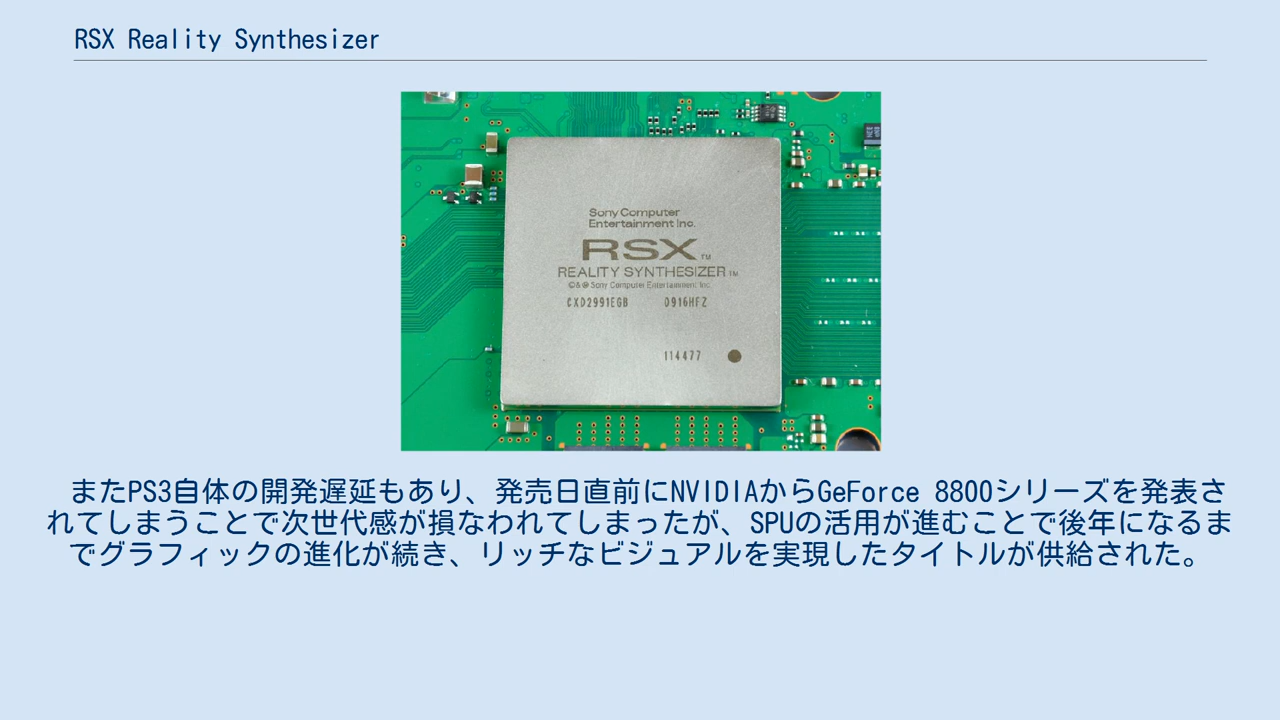 RSX Reality Synthesizer
Sony Computer
Entertainment Inc.
RSX™
REALITY SYNTHESIZER™
©&℗ Sony Computer Entertainment Inc.
CXD2991EGB 0916HFZ
114477
またPS3自体の開発遅延もあり、発売日直前にNVIDIAからGeForce 8800シリーズを発表さ
れてしまうことで次世代感が損なわれてしまったが、SPUの活用が進むことで後年になるま
でグラフィックの進化が続き、リッチなビジュアルを実現したタイトルが供給された。